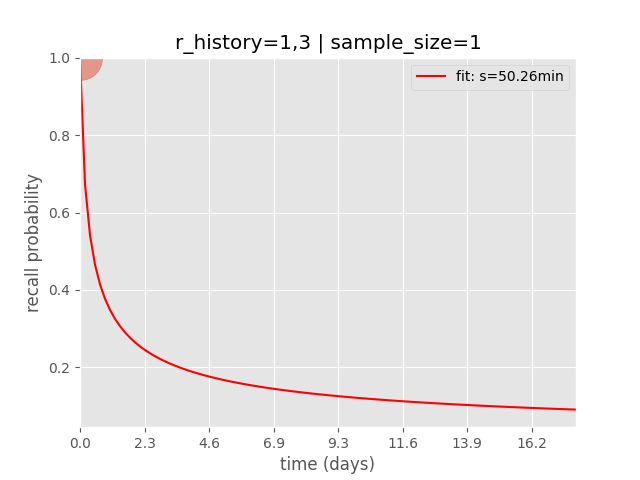 r_history=1,3 | sample_size=1
fit: s=50.26min
recall probability
1.0
0.8
0.6
0.4
0.2
0.0 2.3 4.6 6.9 9.3 11.6 13.9 16.2
time (days)